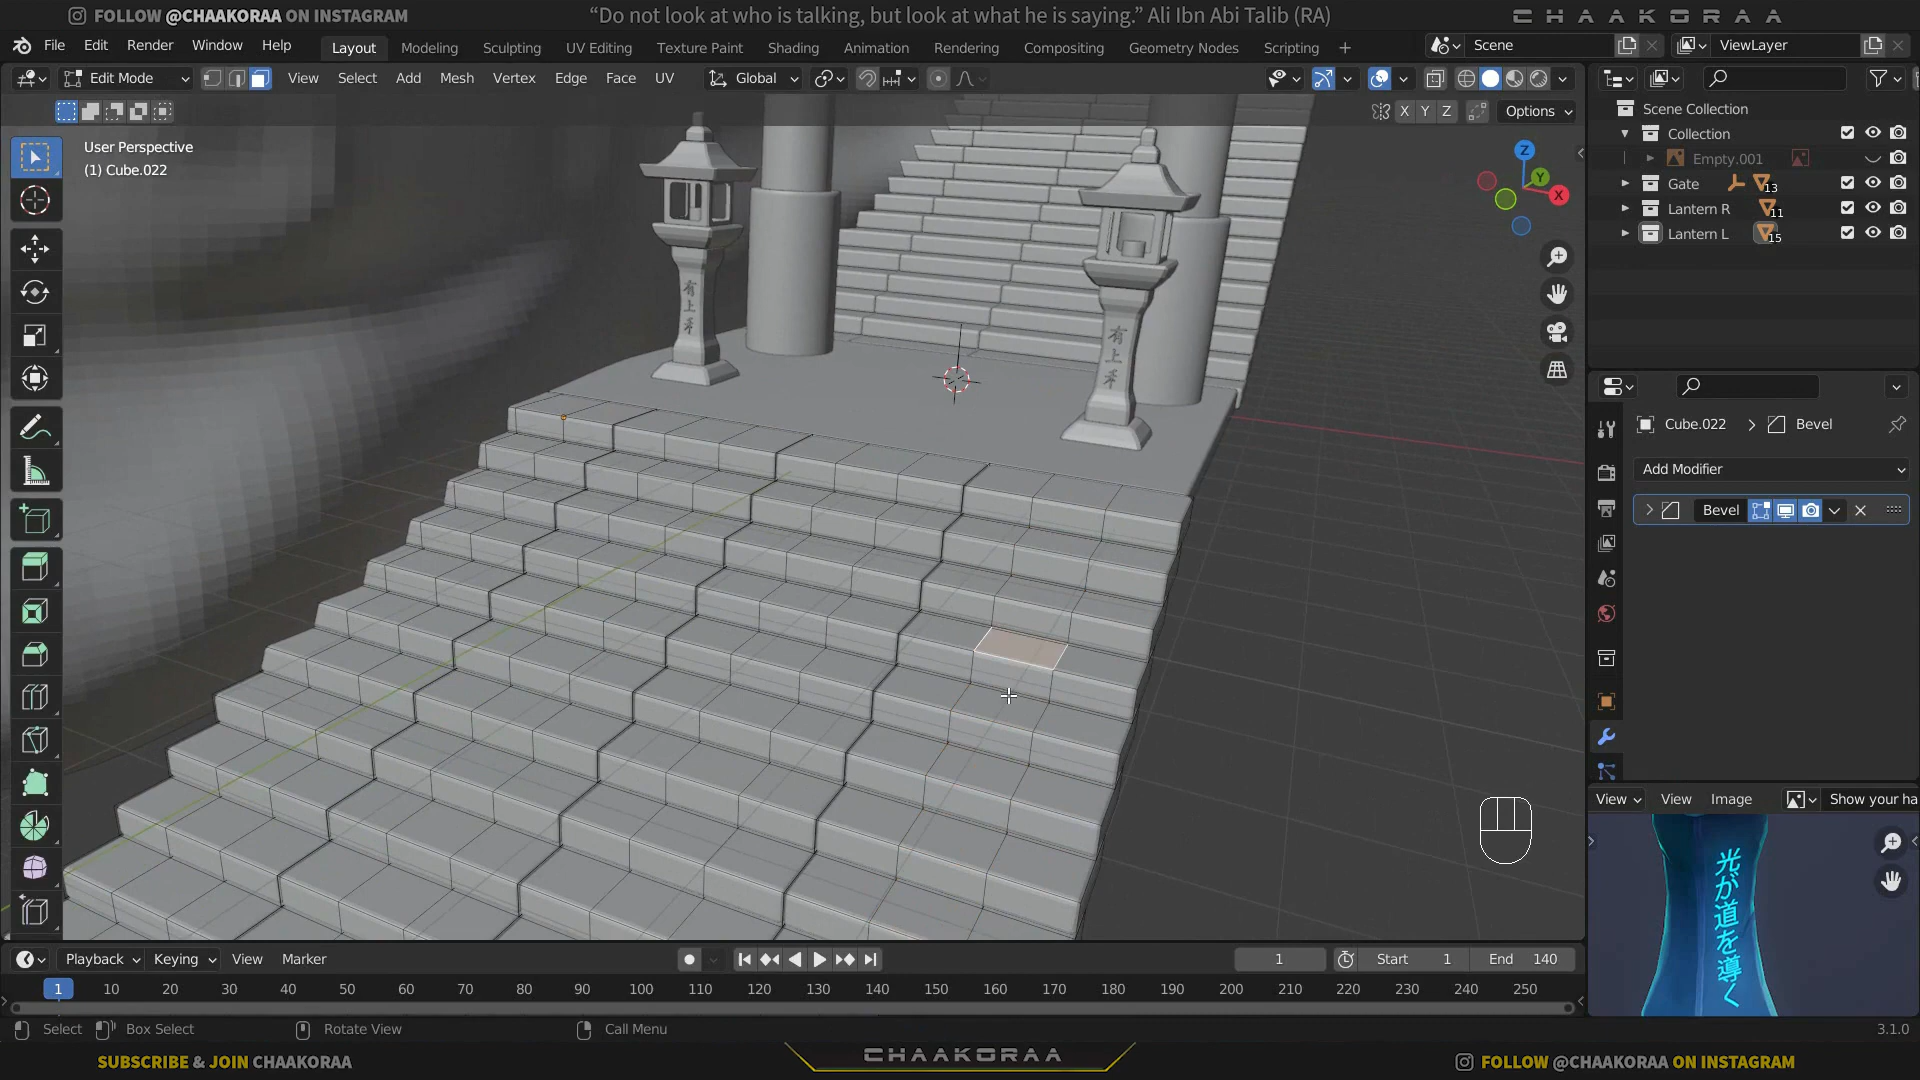 FOLLOW @CHAAKORAA ON INSTAGRAM
“Do not look at who is talking, but look at what he is saying.” Ali Ibn Abi Talib (RA)
CHAAKORAA
File Edit Render Window Help
Layout Modeling Sculpting UV Editing Texture Paint Shading Animation Rendering Compositing Geometry Nodes Scripting +
Scene
ViewLayer
Edit Mode
View Select Add Mesh Vertex Edge Face UV
Global
X Y Z Options
User Perspective
(1) Cube.022
Z
Y
X
Scene Collection
Collection
Empty.001
Gate 13
Lantern R 11
Lantern L 15
Cube.022 > Bevel
Add Modifier
Bevel
有
上
有
上
View View Image Show your ha
光が道を導く
Playback Keying View Marker
1
Start 1
End 140
1 10 20 30 40 50 60 70 80 90 100 110 120 130 140 150 160 170 180 190 200 210 220 230 240 250
Select Box Select Rotate View Call Menu 3.1.0
SUBSCRIBE & JOIN CHAAKORAA
CHAAKORAA
FOLLOW @CHAAKORAA ON INSTAGRAM